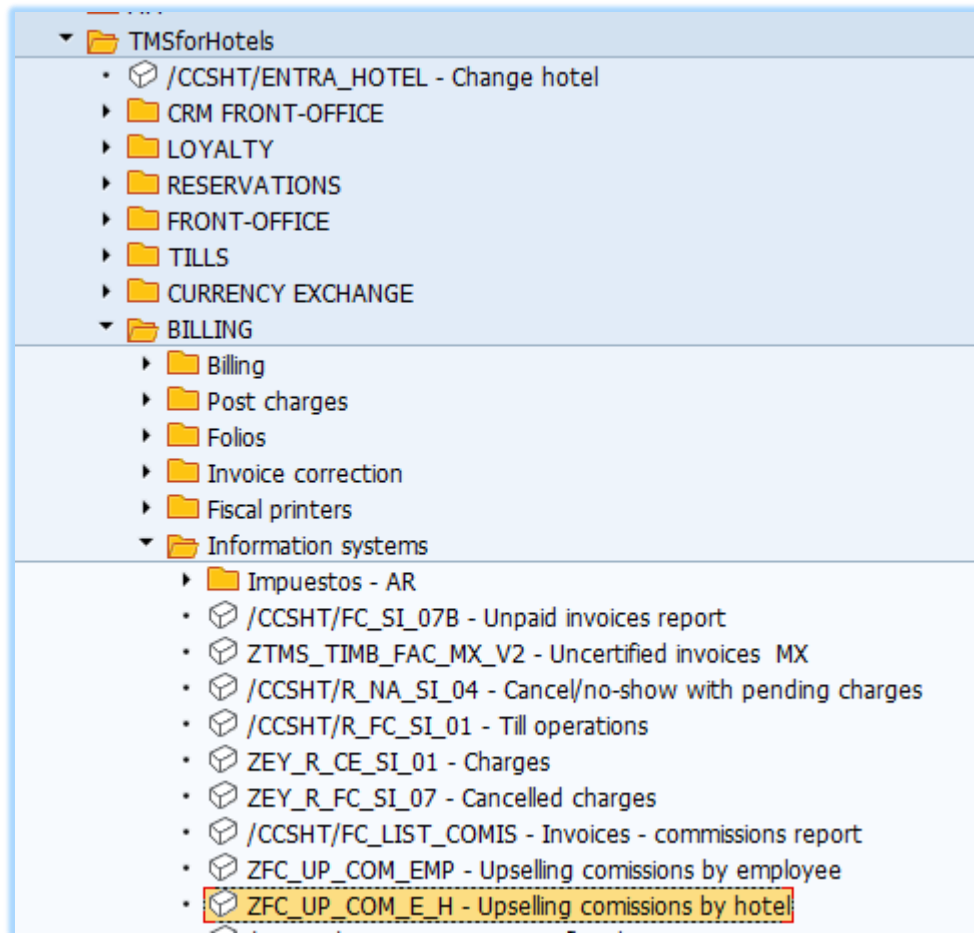 TMSforHotels
/CCSHT/ENTRA_HOTEL - Change hotel
CRM FRONT-OFFICE
LOYALTY
RESERVATIONS
FRONT-OFFICE
TILLS
CURRENCY EXCHANGE
BILLING
Billing
Post charges
Folios
Invoice correction
Fiscal printers
Information systems
Impuestos - AR
/CCSHT/FC_SI_07B - Unpaid invoices report
ZTMS_TIMB_FAC_MX_V2 - Uncertified invoices  MX
/CCSHT/R_NA_SI_04 - Cancel/no-show with pending charges
/CCSHT/R_FC_SI_01 - Till operations
ZEY_R_CE_SI_01 - Charges
ZEY_R_FC_SI_07 - Cancelled charges
/CCSHT/FC_LIST_COMIS - Invoices - commissions report
ZFC_UP_COM_EMP - Upselling comissions by employee
ZFC_UP_COM_E_H - Upselling comissions by hotel